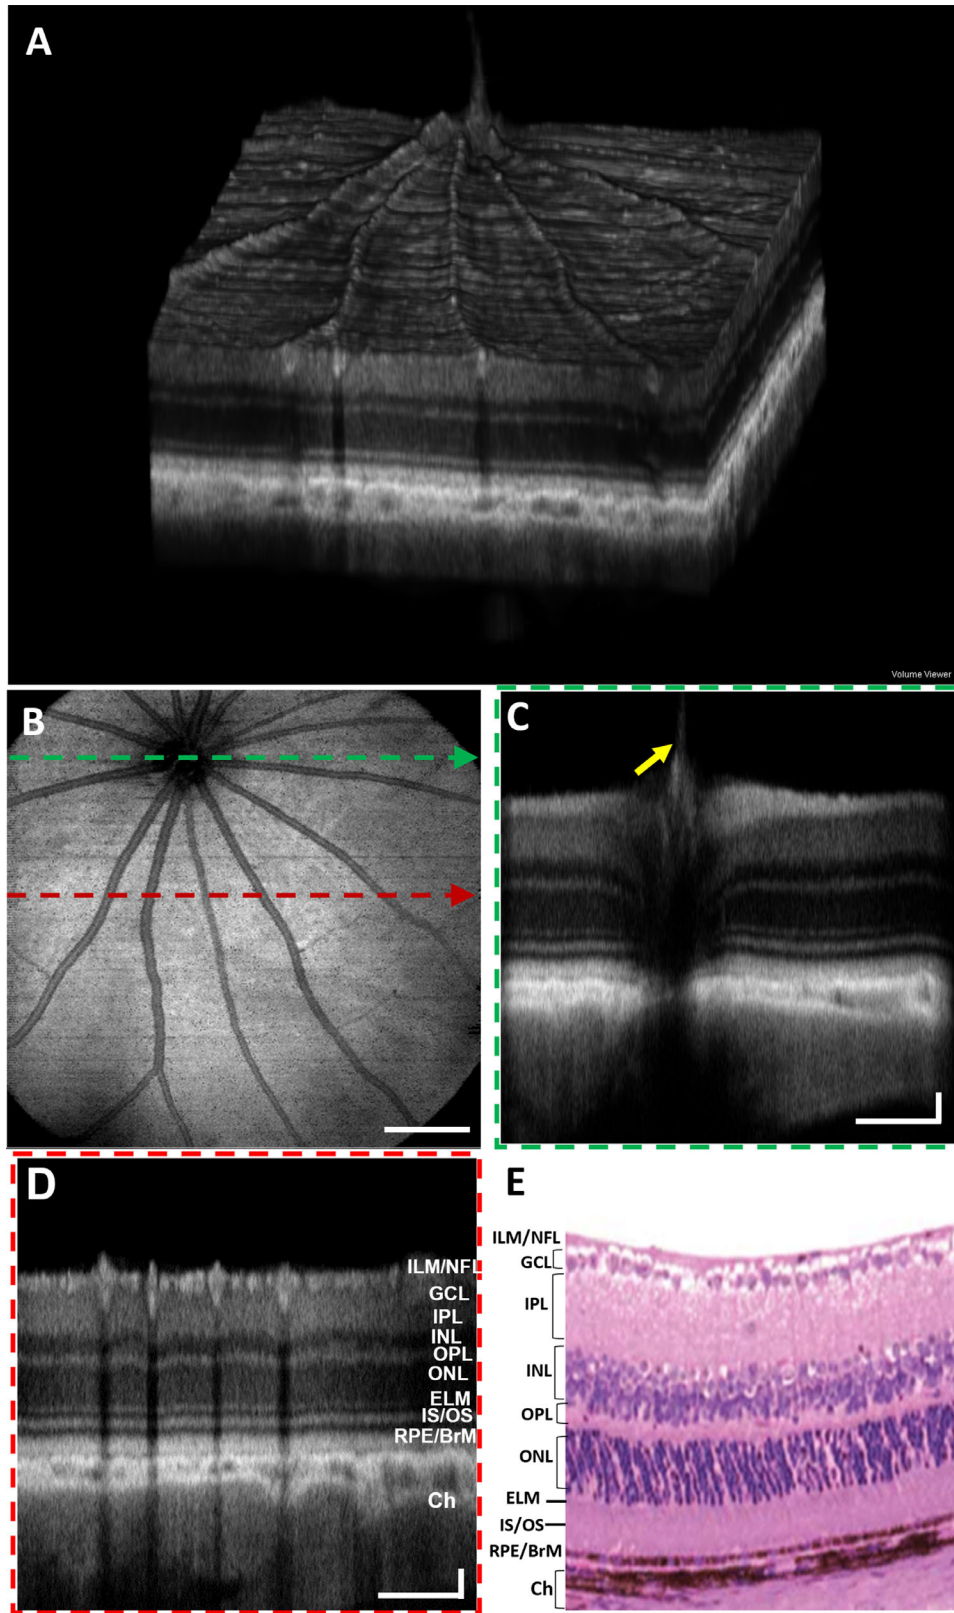 A
Volume Viewer
B
C
D
ILM/NFL
GCL
IPL
INL
OPL
ONL
ELM
IS/OS
RPE/BrM
Ch
E
ILM/NFL
GCL
IPL
INL
OPL
ONL
ELM
IS/OS
RPE/BrM
Ch